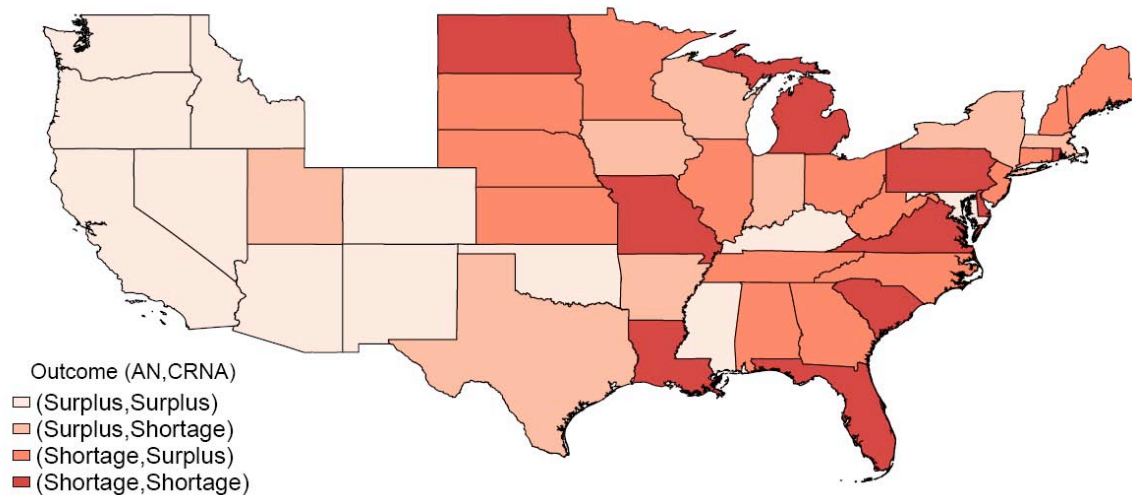 Outcome (AN,CRNA)
(Surplus,Surplus)
(Surplus,Shortage)
(Shortage,Surplus)
(Shortage,Shortage)